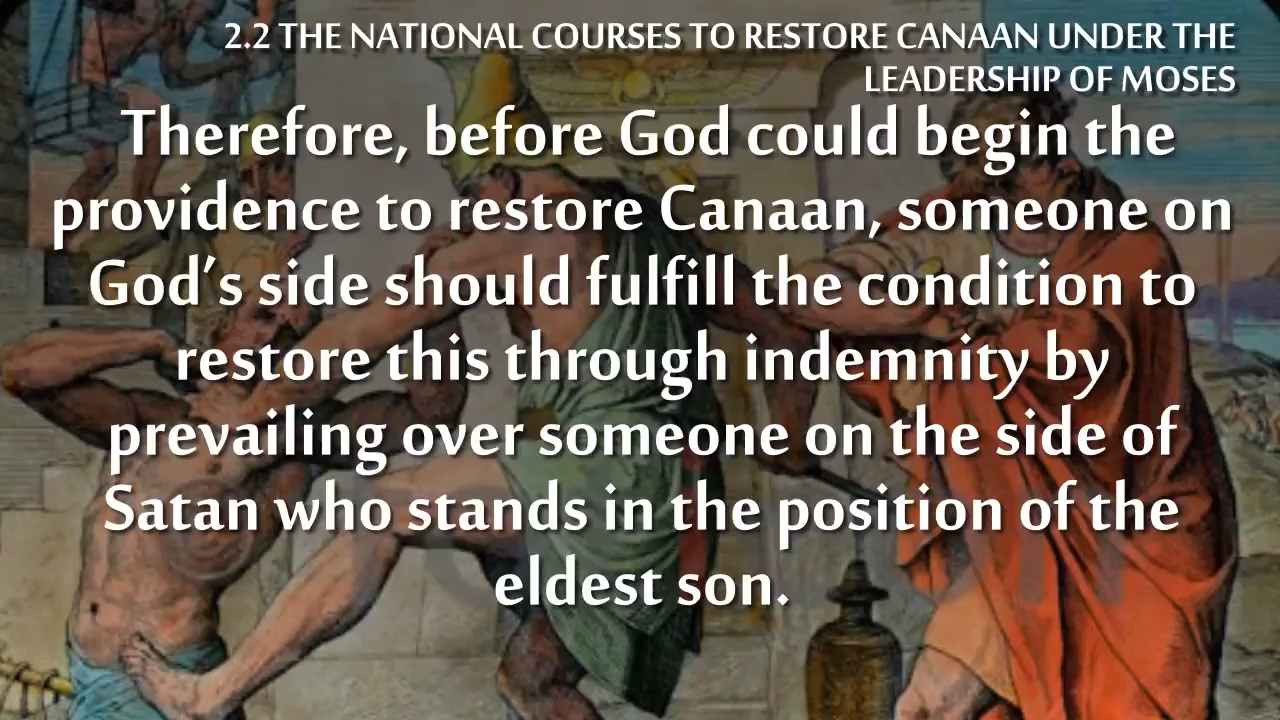 2.2 THE NATIONAL COURSES TO RESTORE CANAAN UNDER THE
LEADERSHIP OF MOSES
Therefore, before God could begin the
providence to restore Canaan, someone on
God's side should fulfill the condition to
restore this through indemnity by
prevailing over someone on the side of
Satan who stands in the position of the
eldest son.